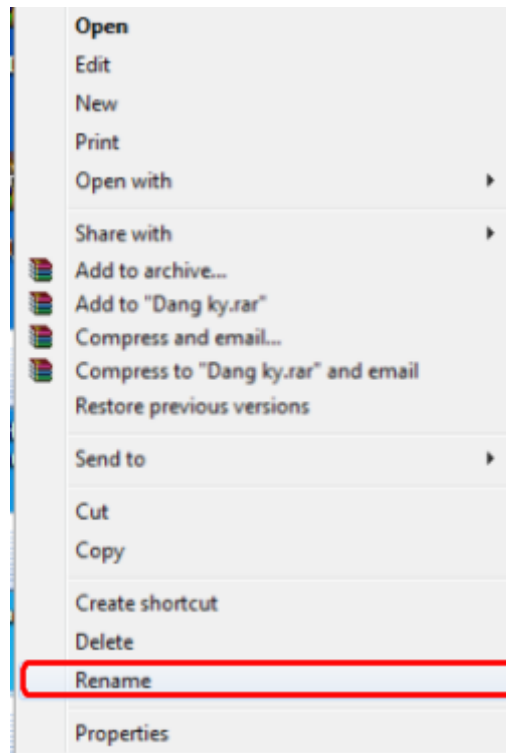 Open
Edit
New
Print
Open with
Share with
Add to archive...
Add to "Dang ky.rar"
Compress and email...
Compress to "Dang ky.rar" and email
Restore previous versions
Send to
Cut
Copy
Create shortcut
Delete
Rename
Properties